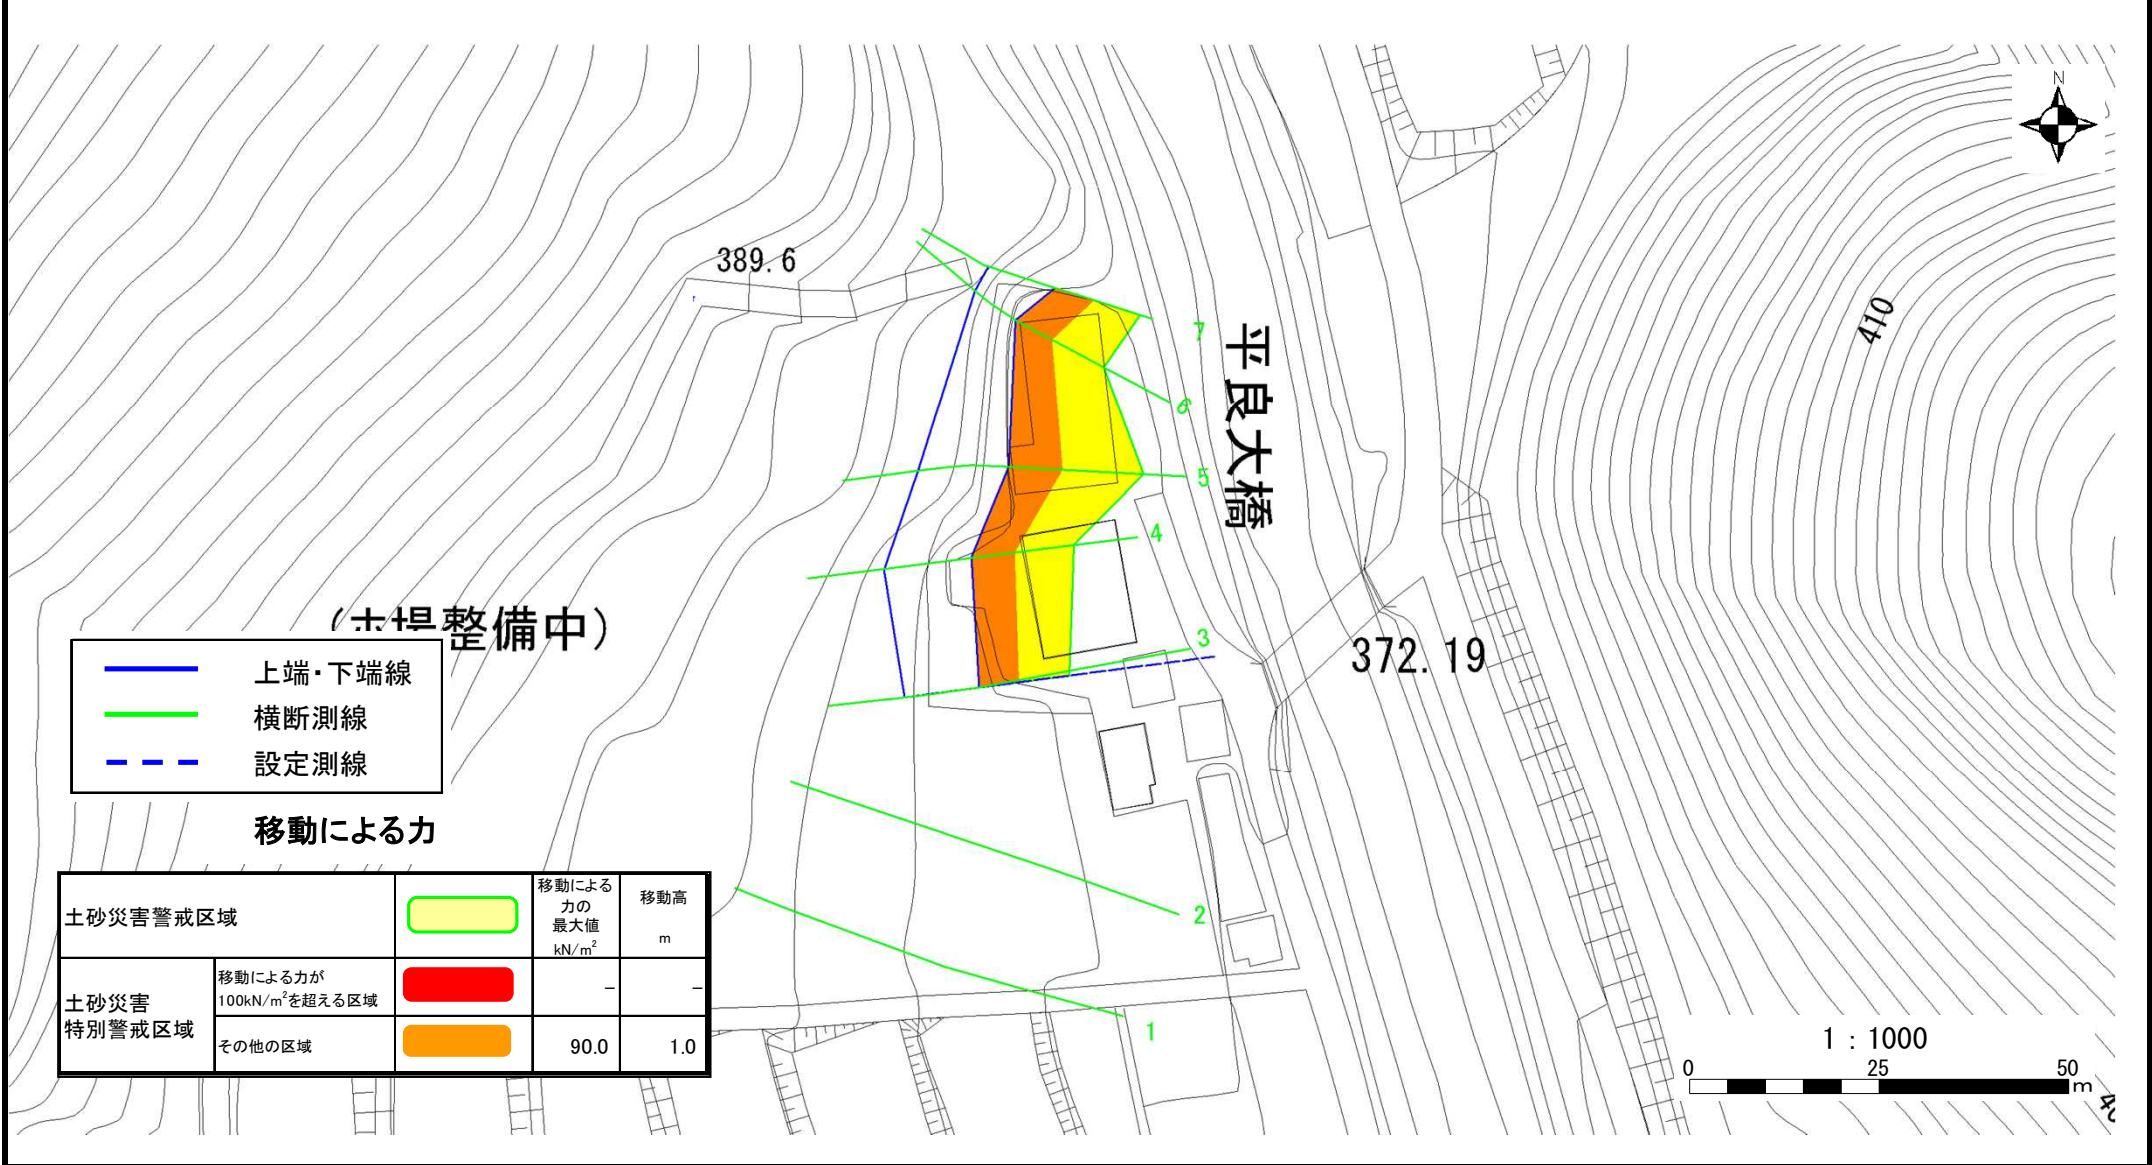 N
389.6
410
7
平良大橋
6
5
4
整備中)
3
372.19
上端・下端線
横断測線
設定測線
移動による力
土砂災害警戒区域
移動による
力の
最大値
kN/m²
移動高
m
土砂災害
特別警戒区域
移動による力が
100kN/m²を超える区域
-
-
その他の区域
90.0
1.0
2
1
1 : 1000
0
25
50
m